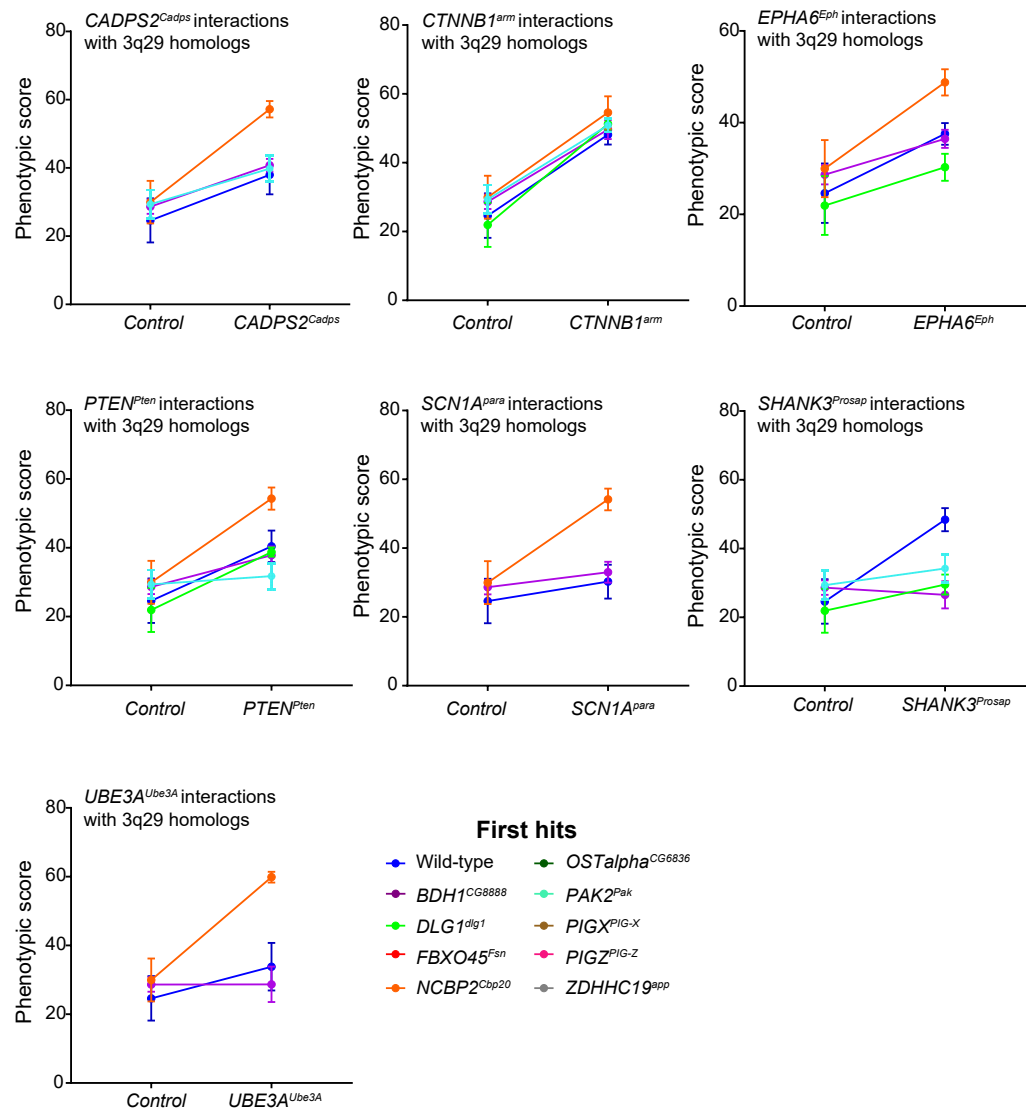 CADPS2Cadps interactions
with 3q29 homologs
Phenotypic score
80
60
40
20
0
Control
CADPS2Cadps
CTNNB1arm interactions
with 3q29 homologs
Phenotypic score
80
60
40
20
0
Control
CTNNB1arm
EPHA6Eph interactions
with 3q29 homologs
Phenotypic score
60
40
20
0
Control
EPHA6Eph
PTENPten interactions
with 3q29 homologs
Phenotypic score
80
60
40
20
0
Control
PTENPten
SCN1Apara interactions
with 3q29 homologs
Phenotypic score
80
60
40
20
0
Control
SCN1Apara
SHANK3Prosap interactions
with 3q29 homologs
Phenotypic score
80
60
40
20
0
Control
SHANK3Prosap
UBE3AUbe3A interactions
with 3q29 homologs
Phenotypic score
80
60
40
20
0
Control
UBE3AUbe3A
First hits
Wild-type
BDH1CG8888
DLG1dlg1
FBXO45Fsn
NCBP2Cbp20
OSTalphaCG6836
PAK2Pak
PIGXPIG-X
PIGZPIG-Z
ZDHHC19app